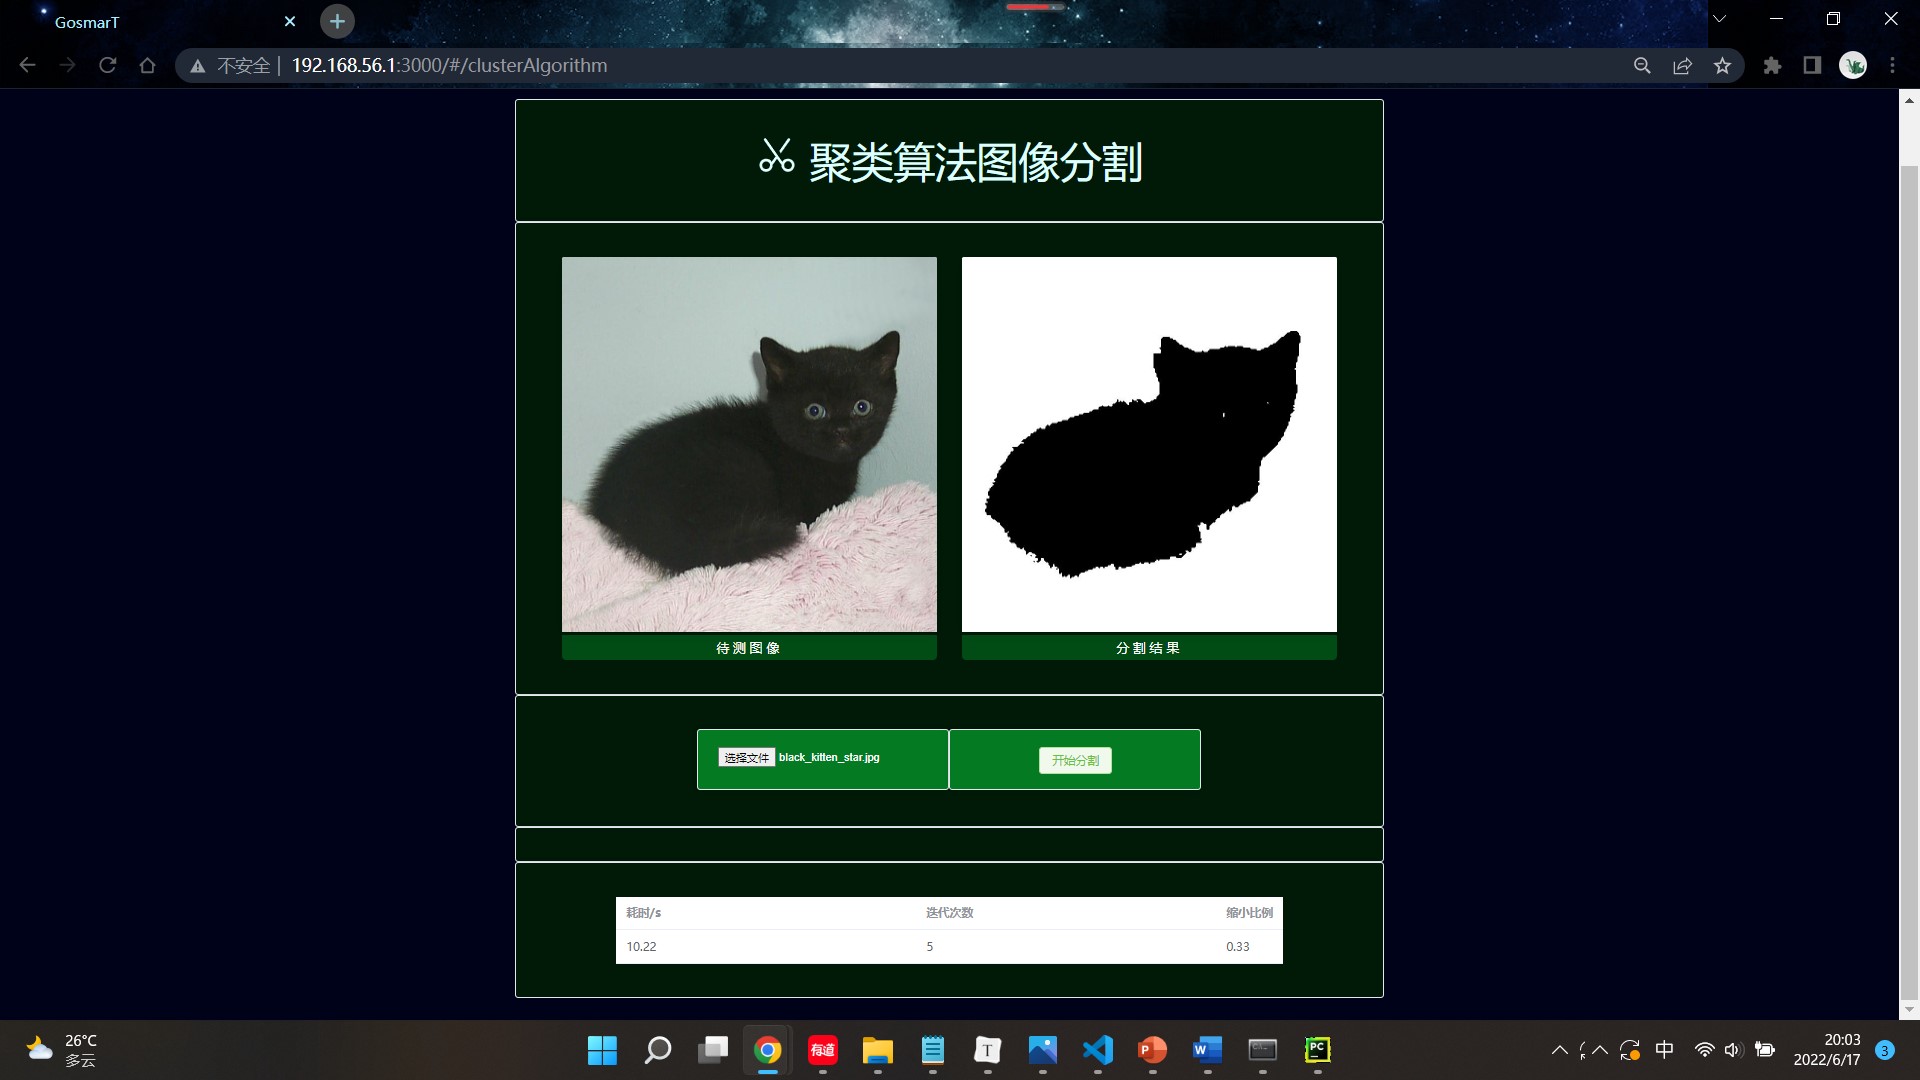 GosmarT
不安全 | 192.168.56.1:3000/#/clusterAlgorithm
聚类算法图像分割
待测图像
分割结果
选择文件 black_kitten_star.jpg
开始分割
耗时/s 迭代次数 缩小比例
10.22 5 0.33
26°C
多云
有道
T
P
W
PC
中
20:03
2022/6/17
3